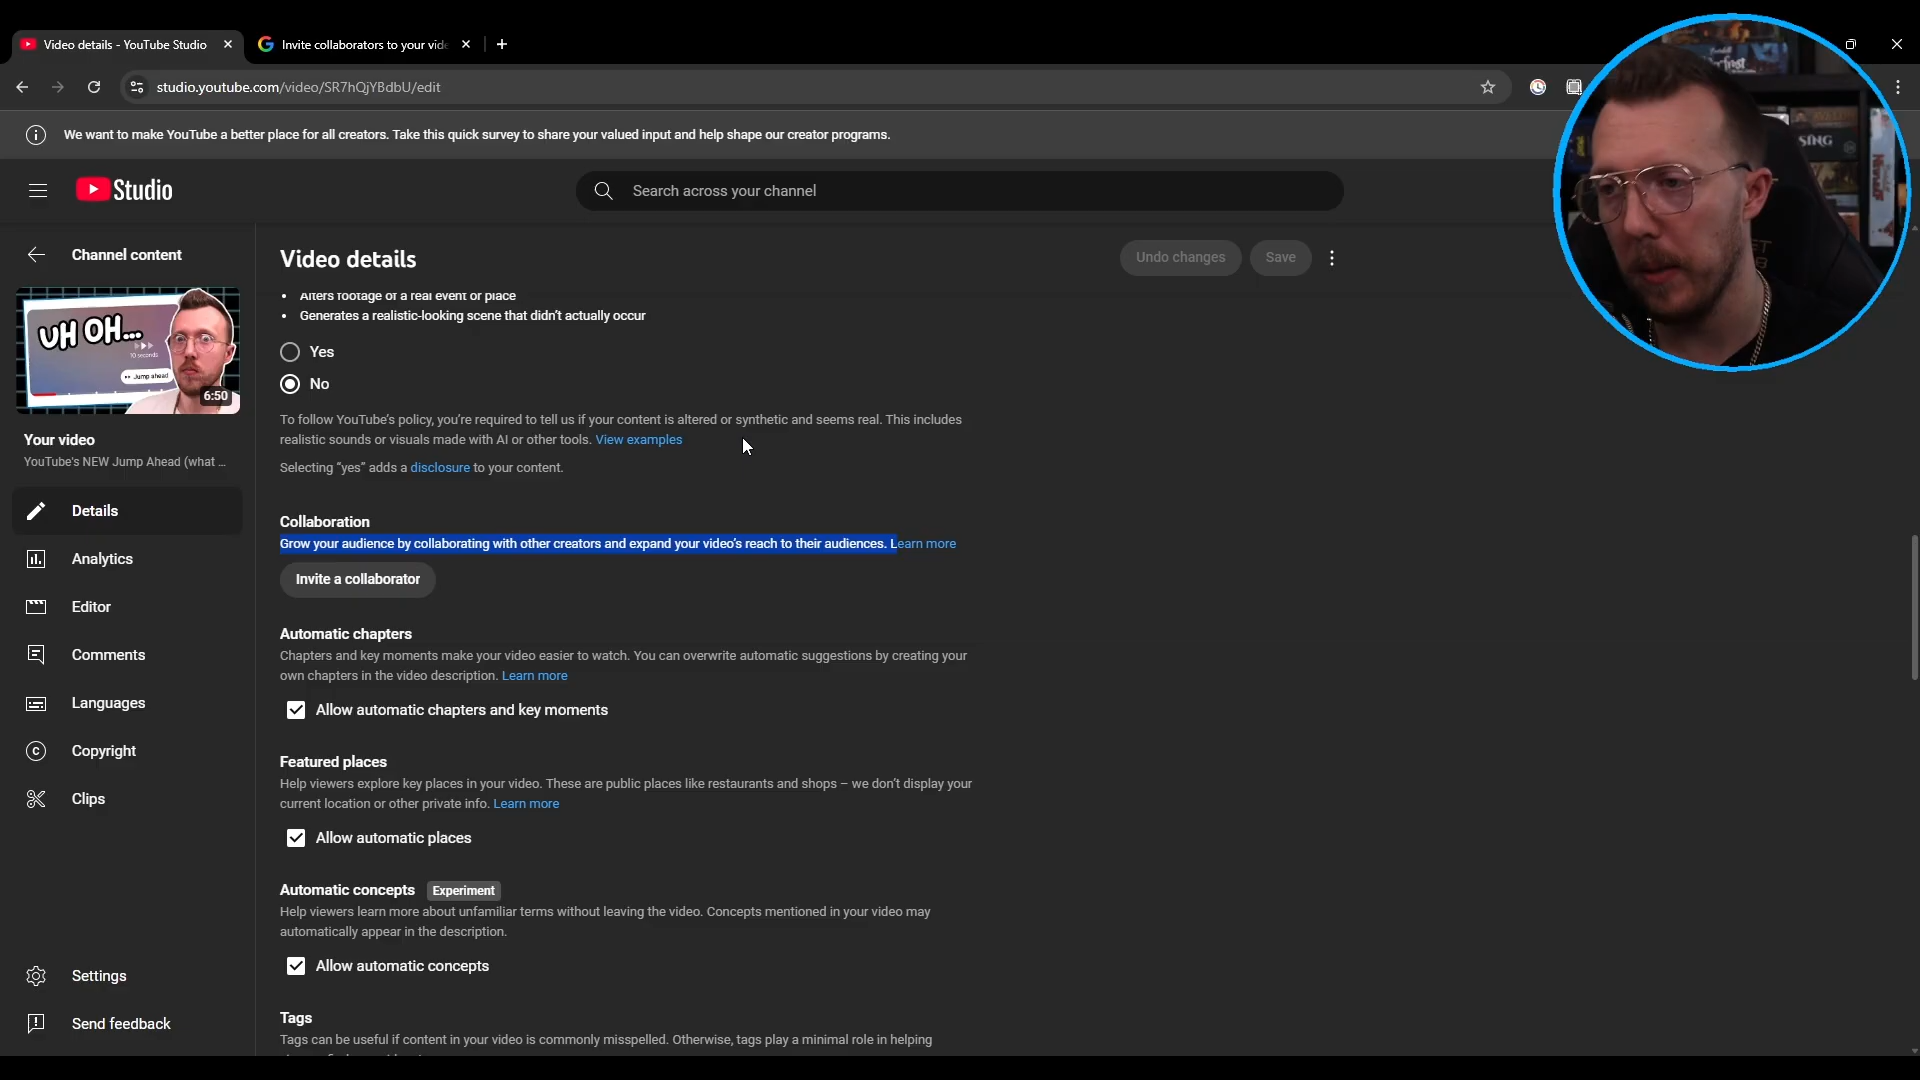 Video details - YouTube Studio
Invite collaborators to your vide
studio.youtube.com/video/SR7hQjYBdbU/edit
We want to make YouTube a better place for all creators. Take this quick survey to share your valued input and help shape our creator programs.
SING
Studio
Search across your channel
Channel content
Video details
Undo changes
Save
Alters footage of a real event or place
Generates a realistic-looking scene that didn't actually occur
UH OH...
10 seconds
Jump ahead
6:50
Yes
No
To follow YouTube's policy, you're required to tell us if your content is altered or synthetic and seems real. This includes
realistic sounds or visuals made with AI or other tools. View examples
Selecting "yes" adds a disclosure to your content.
Your video
YouTube's NEW Jump Ahead (what ...
Details
Analytics
Editor
Comments
Languages
Copyright
Clips
Settings
Send feedback
Collaboration
Grow your audience by collaborating with other creators and expand your video's reach to their audiences. Learn more
Invite a collaborator
Automatic chapters
Chapters and key moments make your video easier to watch. You can overwrite automatic suggestions by creating your
own chapters in the video description. Learn more
Allow automatic chapters and key moments
Featured places
Help viewers explore key places in your video. These are public places like restaurants and shops – we don't display your
current location or other private info. Learn more
Allow automatic places
Automatic concepts Experiment
Help viewers learn more about unfamiliar terms without leaving the video. Concepts mentioned in your video may
automatically appear in the description.
Allow automatic concepts
Tags
Tags can be useful if content in your video is commonly misspelled. Otherwise, tags play a minimal role in helping